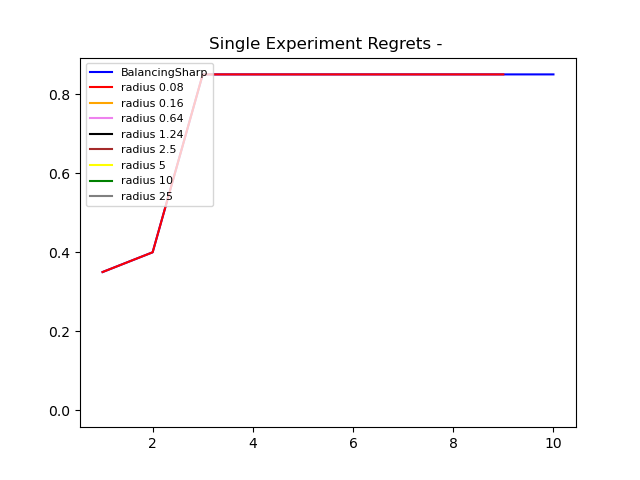 Single Experiment Regrets -
BalancingSharp
radius 0.08
radius 0.16
radius 0.64
radius 1.24
radius 2.5
radius 5
radius 10
radius 25
0.8
0.6
0.4
0.2
0.0
2 4 6 8 10